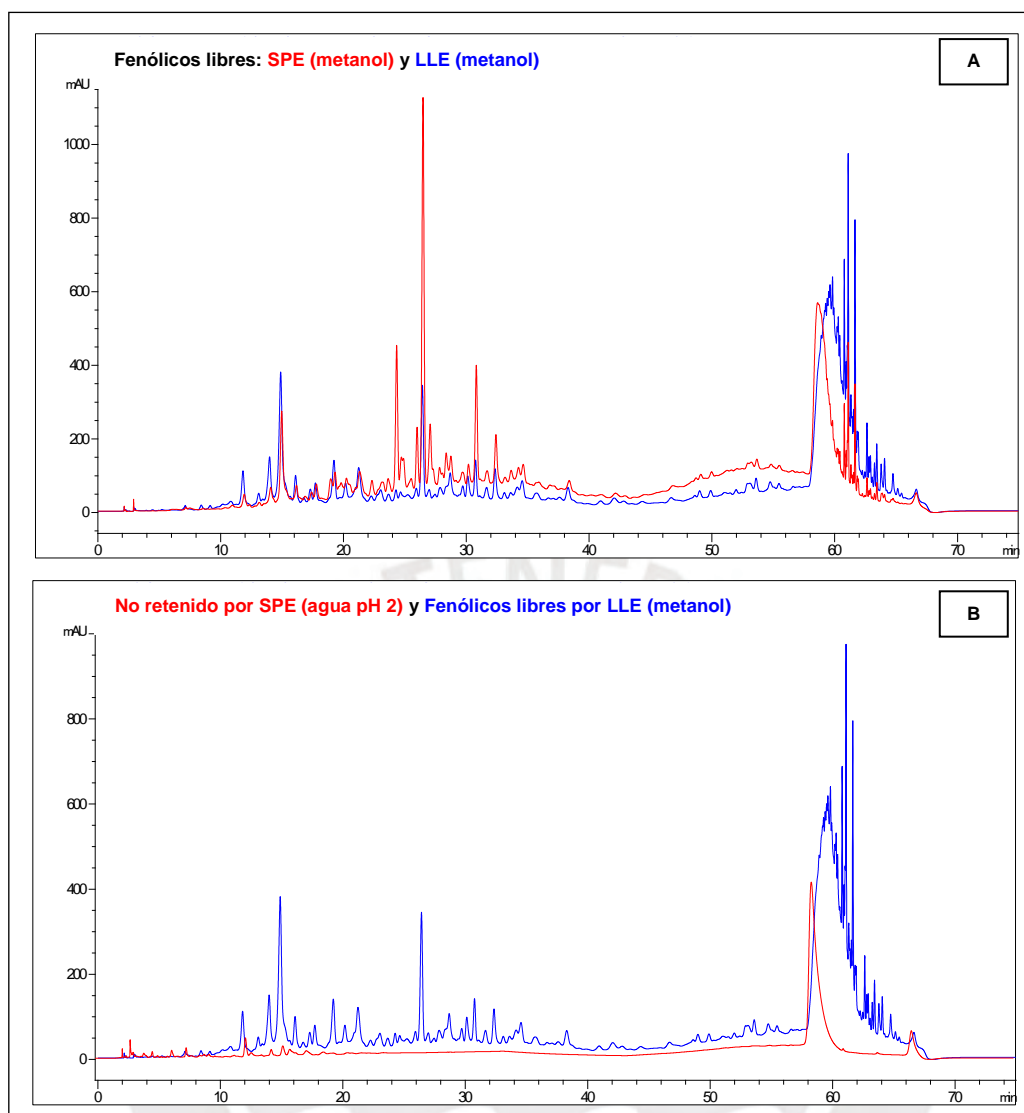 Fenólicos libres: SPE (metanol) y LLE (metanol)
A
mAU
1000
800
600
400
200
0
0 10 20 30 40 50 60 70 min
TENEB
No retenido por SPE (agua pH 2) y Fenólicos libres por LLE (metanol)
B
mAU
800
600
400
200
0
0 10 20 30 40 50 60 70 min